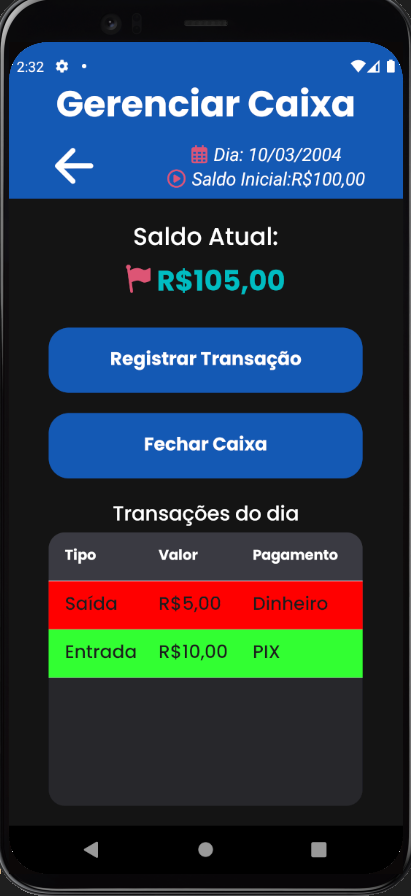 2:32
Gerenciar Caixa
Dia: 10/03/2004
Saldo Inicial:R$100,00
Saldo Atual:
R$105,00
Registrar Transação
Fechar Caixa
Transações do dia
Tipo Valor Pagamento
Saída R$5,00 Dinheiro
Entrada R$10,00 PIX